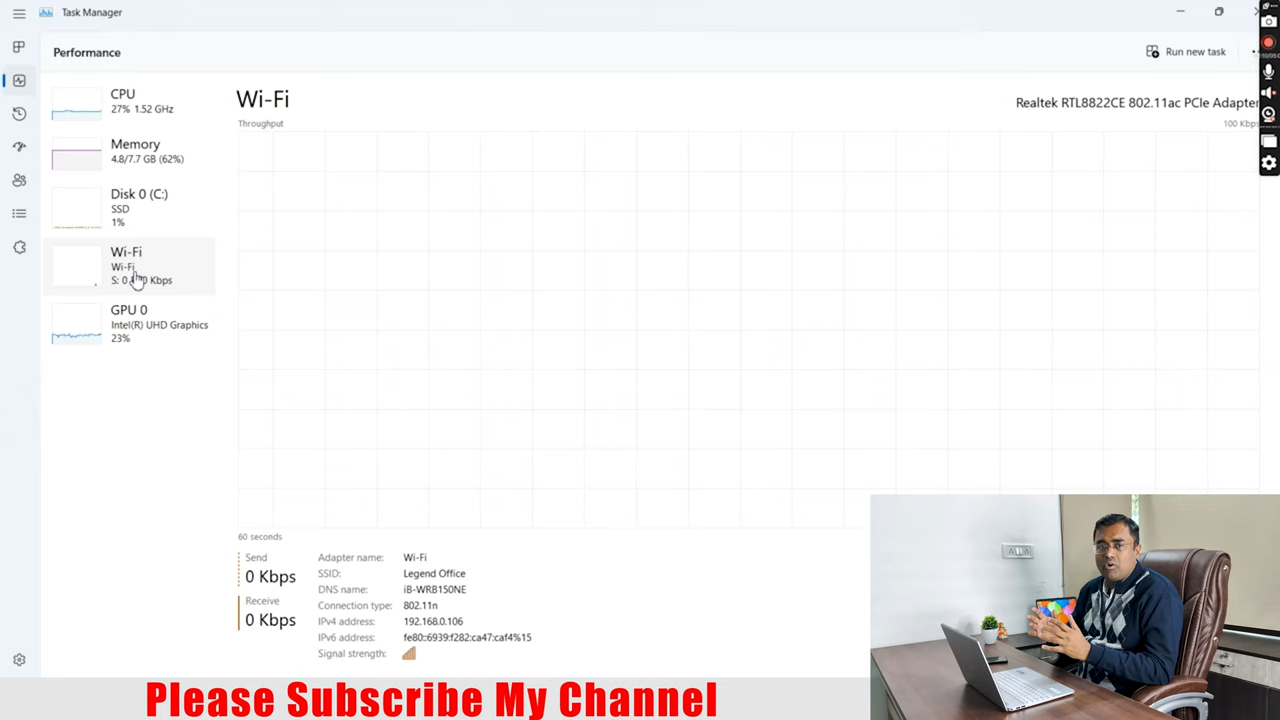 Task Manager
Performance
Run new task
CPU
27% 1.52 GHz
Memory
4.8/7.7 GB (62%)
Disk 0 (C:)
SSD
1%
Wi-Fi
Wi-Fi
S: 0 Kbps
GPU 0
Intel(R) UHD Graphics
23%
Wi-Fi
Realtek RTL8822CE 802.11ac PCIe Adapter
Throughput
100 Kbps
60 seconds
Send
0 Kbps
Receive
0 Kbps
Adapter name: Wi-Fi
SSID: Legend Office
DNS name: iB-WRB150NE
Connection type: 802.11n
IPv4 address: 192.168.0.106
IPv6 address: fe80::6939:f282:ca47:caf4%15
Signal strength:
Please Subscribe My Channel